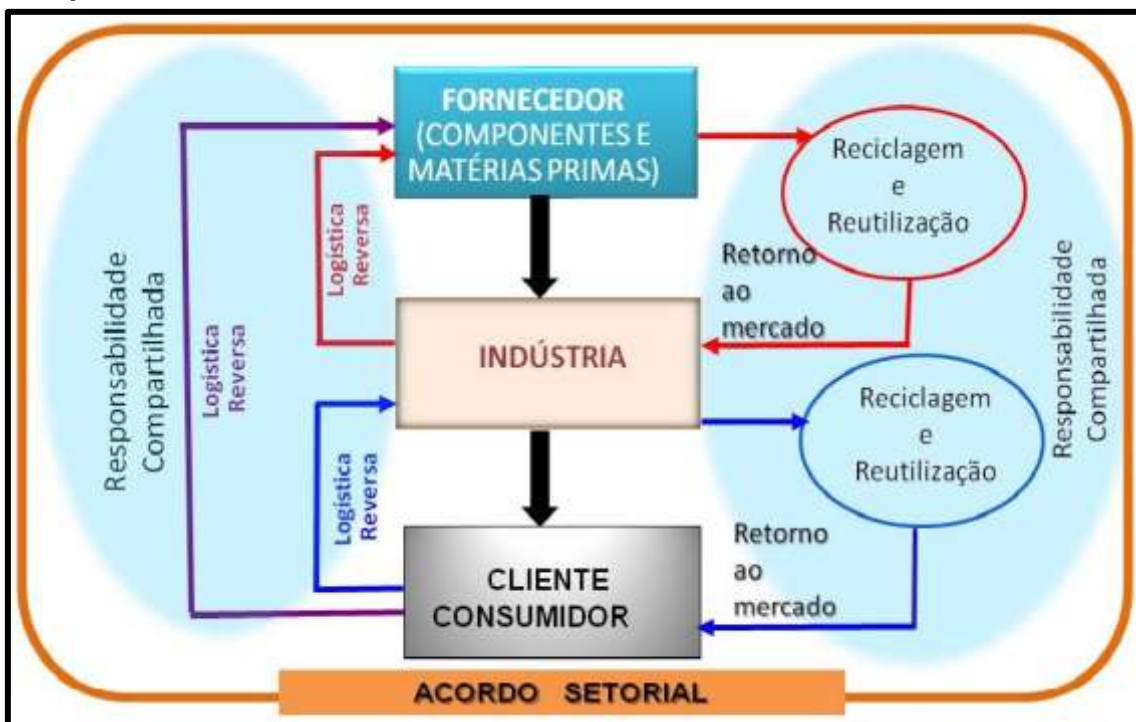 FORNECEDOR
(COMPONENTES E
MATÉRIAS PRIMAS)
Reciclagem
e
Reutilização
Retorno
ao
mercado
Logística
Reversa
Responsabilidade
Compartilhada
Logística
Reversa
INDÚSTRIA
Responsabilidade
Compartilhada
Reciclagem
e
Reutilização
Logística
Reversa
CLIENTE
CONSUMIDOR
Retorno
ao
mercado
ACORDO SETORIAL